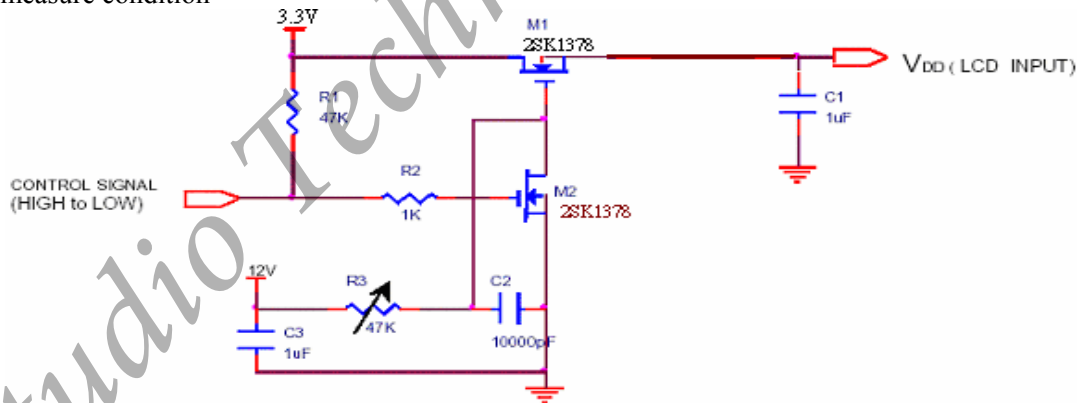 measure condition
3.3V
M1
2SK1378
VDD ( LCD INPUT)
R1
47K
C1
1uF
CONTROL SIGNAL
(HIGH to LOW)
R2
1K
M2
2SK1378
12V
R3
47K
C2
10000pF
C3
1uF